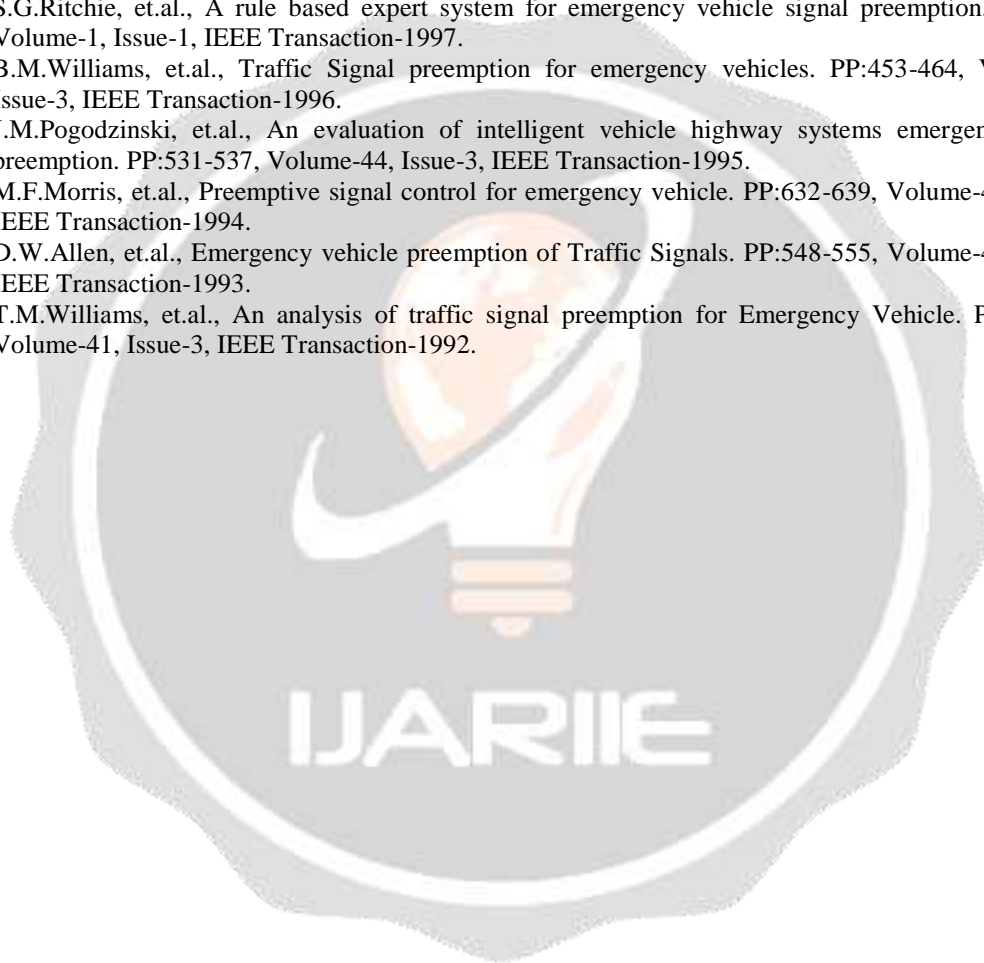 S.G.Ritchie, et.al., A rule based expert system for emergency vehicle signal preemption.
Volume-1, Issue-1, IEEE Transaction-1997.
B.M.Williams, et.al., Traffic Signal preemption for emergency vehicles. PP:453-464,
Issue-3, IEEE Transaction-1996.
J.M.Pogodzinski, et.al., An evaluation of intelligent vehicle highway systems
preemption. PP:531-537, Volume-44, Issue-3, IEEE Transaction-1995.
M.F.Morris, et.al., Preemptive signal control for emergency vehicle. PP:632-639,
IEEE Transaction-1994.
D.W.Allen, et.al., Emergency vehicle preemption of Traffic Signals. PP:548-555,
IEEE Transaction-1993.
T.M.Williams, et.al., An analysis of traffic signal preemption for Emergency Vehicle.
Volume-41, Issue-3, IEEE Transaction-1992.
IJARIIE